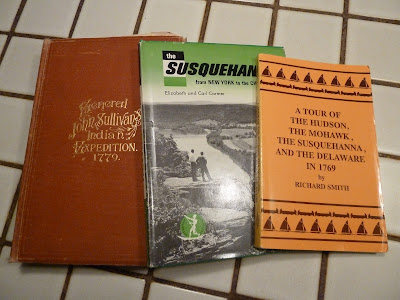 General
John Sullivan's
Indian
Expedition.
1779.
the
SUSQUEHANN
from NEW YORK to the
Elizabeth and Carl Carmer
A TOUR OF
THE HUDSON,
THE MOHAWK,
THE SUSQUEHANNA,
AND THE DELAWARE
IN 1769
by
RICHARD SMITH